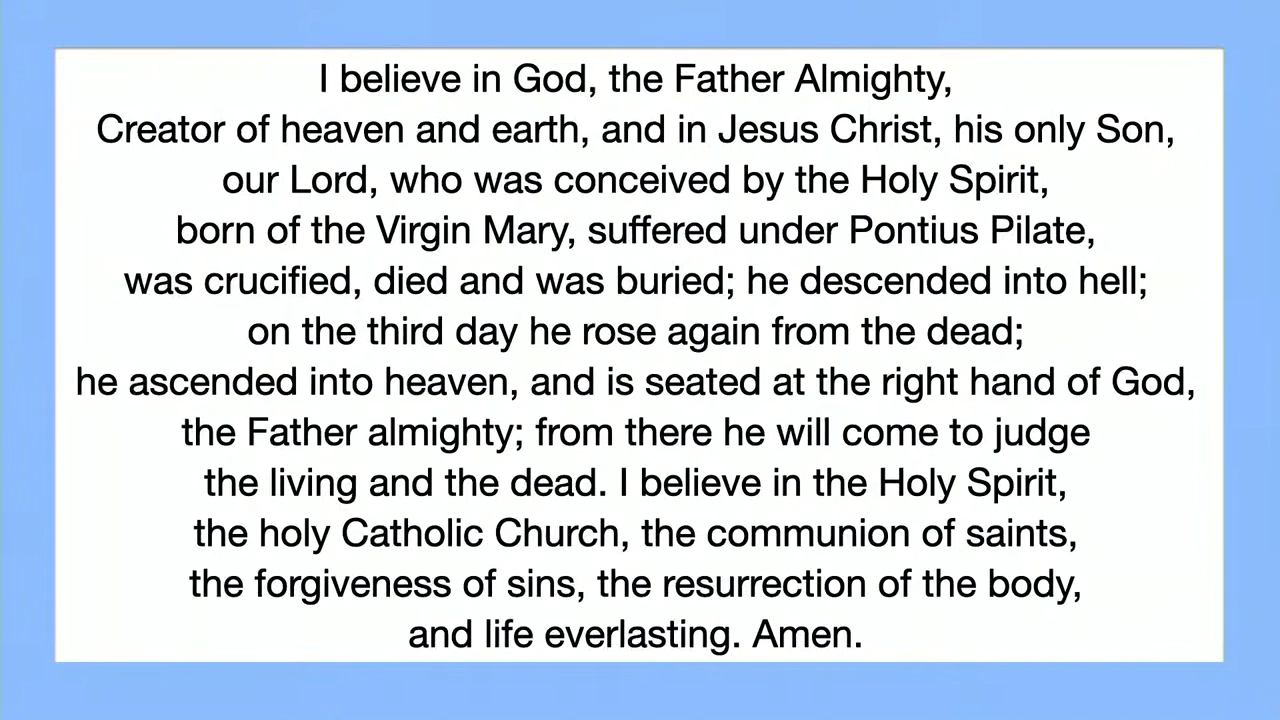 I believe in God, the Father Almighty,
Creator of heaven and earth, and in Jesus Christ, his only Son,
our Lord, who was conceived by the Holy Spirit,
born of the Virgin Mary, suffered under Pontius Pilate,
was crucified, died and was buried; he descended into hell;
on the third day he rose again from the dead;
he ascended into heaven, and is seated at the right hand of God,
the Father almighty; from there he will come to judge
the living and the dead. I believe in the Holy Spirit,
the holy Catholic Church, the communion of saints,
the forgiveness of sins, the resurrection of the body,
and life everlasting. Amen.